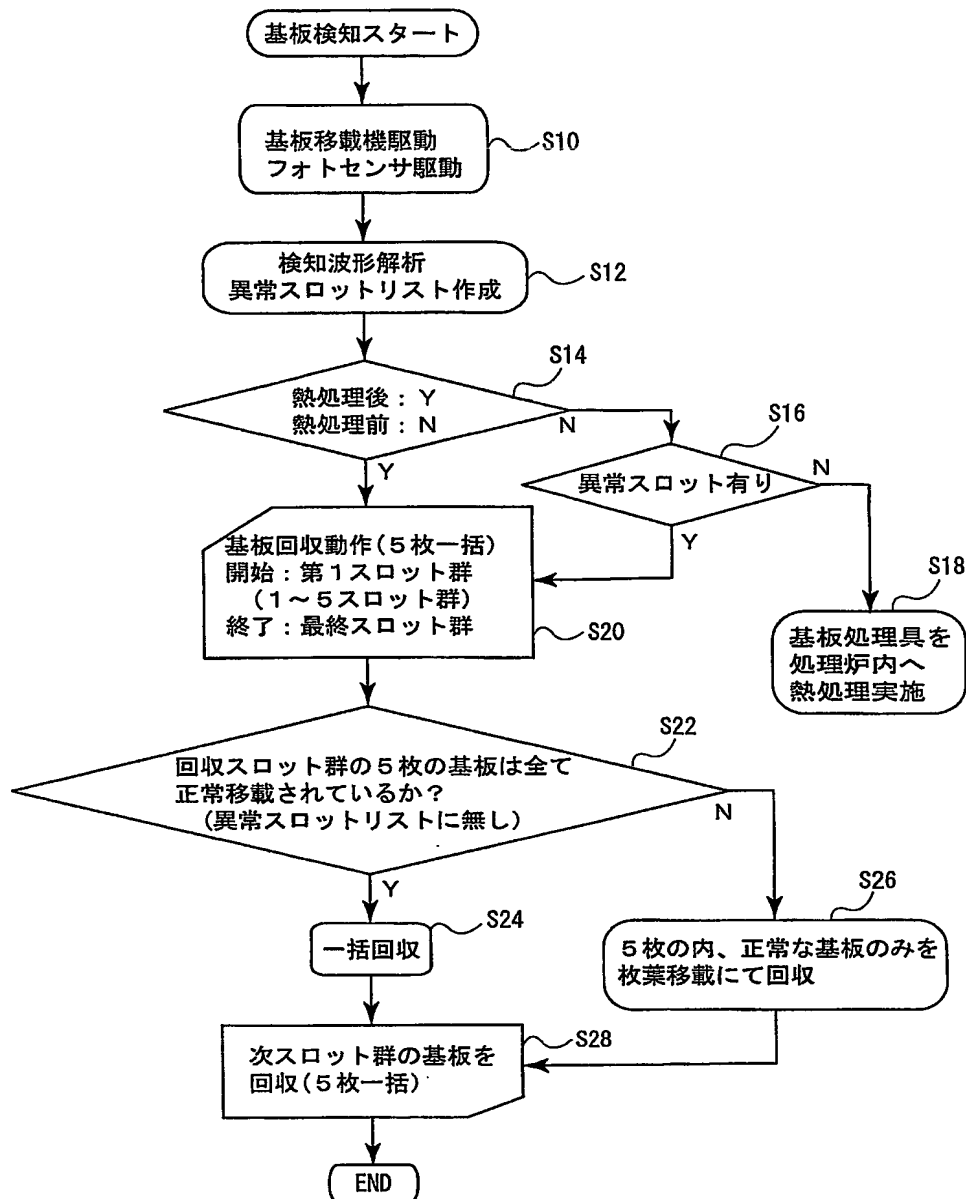 基板検知スタート
基板移載機駆動
フォトセンサ駆動
S10
検知波形解析
異常スロットリスト作成
S12
S14
熱処理後：Y
熱処理前：N
N
Y
S16
異常スロット有り
N
Y
S18
基板処理具を
処理炉内へ
熱処理実施
基板回収動作(5枚一括)
開始：第1スロット群
(1～5スロット群)
終了：最終スロット群
S20
S22
回収スロット群の5枚の基板は全て
正常移載されているか？
(異常スロットリストに無し)
N
Y
S24
一括回収
S26
5枚の内、正常な基板のみを
枚葉移載にて回収
次スロット群の基板を
回収(5枚一括)
S28
END